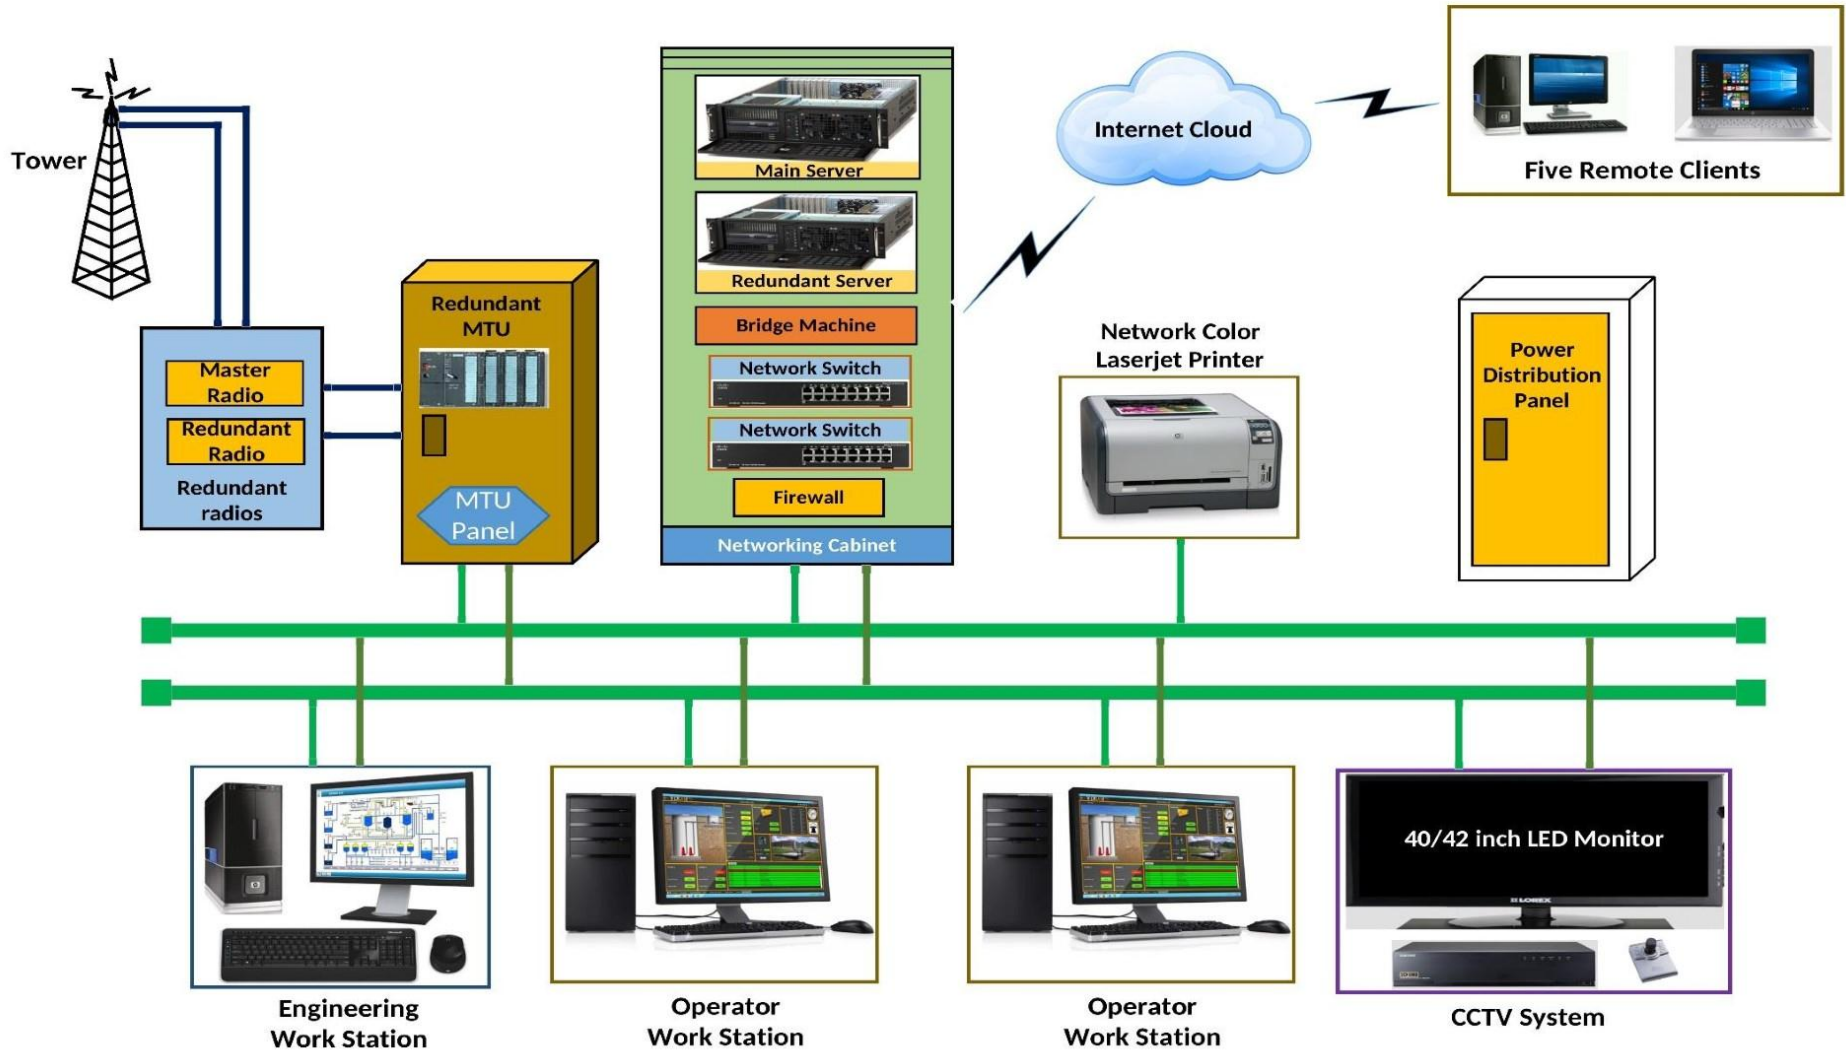 Tower
Master
Radio
Redundant
Radio
Redundant
radios
Redundant
MTU
MTU
Panel
Main Server
Redundant Server
Bridge Machine
Network Switch
Network Switch
Firewall
Networking Cabinet
Internet Cloud
Five Remote Clients
Network Color
Laserjet Printer
Power
Distribution
Panel
Engineering
Work Station
Operator
Work Station
Operator
Work Station
40/42 inch LED Monitor
LOREX
CCTV System